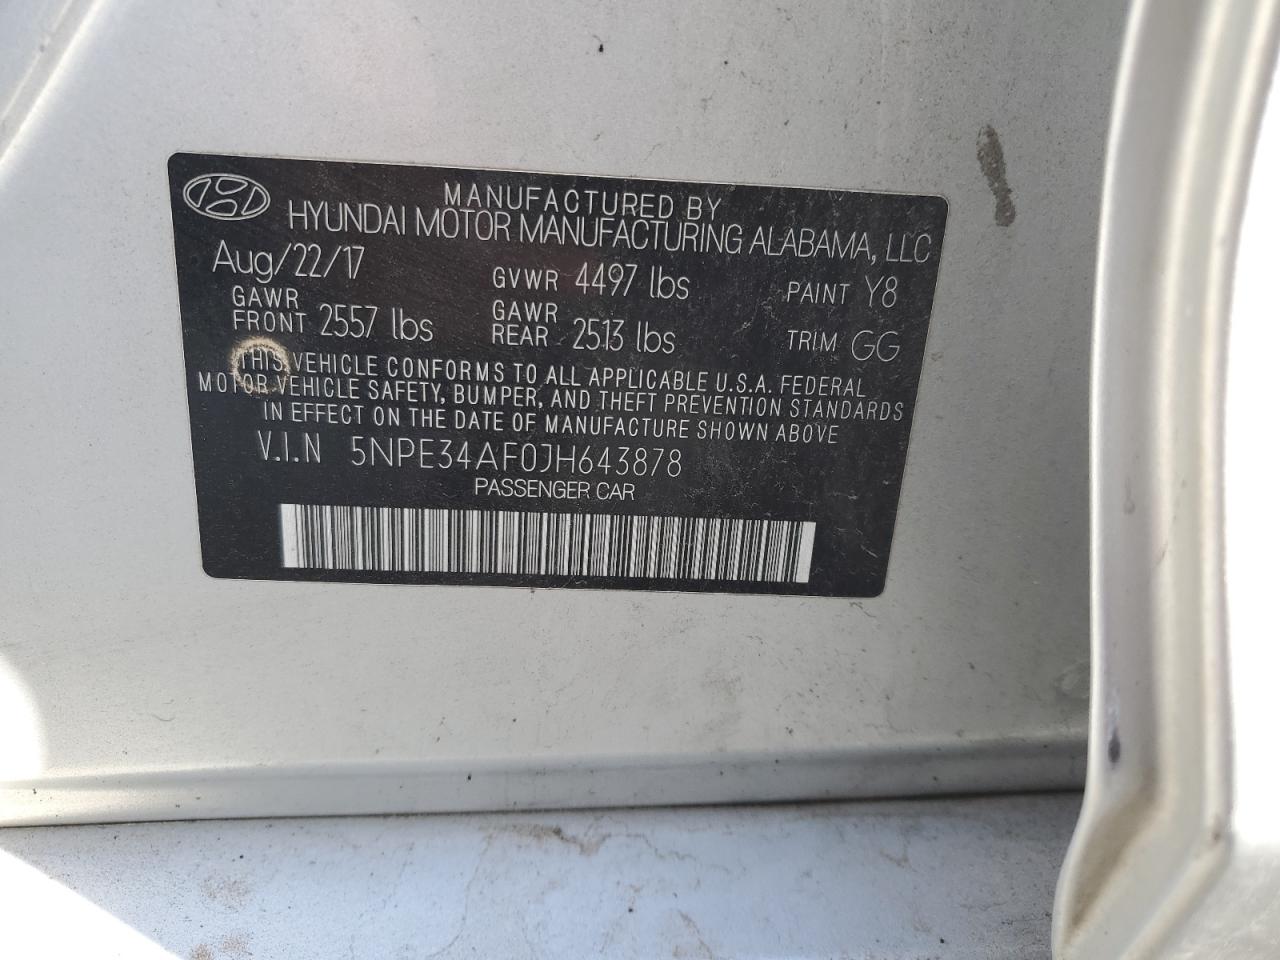 MANUFACTURED BY
HYUNDAI MOTOR MANUFACTURING ALABAMA, LLC
Aug/22/17 GVWR 4497 lbs PAINT Y8
GAWR FRONT 2557 lbs GAWR REAR 2513 lbs TRIM GG
THIS VEHICLE CONFORMS TO ALL APPLICABLE U.S.A. FEDERAL
MOTOR VEHICLE SAFETY, BUMPER, AND THEFT PREVENTION STANDARDS
IN EFFECT ON THE DATE OF MANUFACTURE SHOWN ABOVE
V.I.N 5NPE34AF0JH643878
PASSENGER CAR